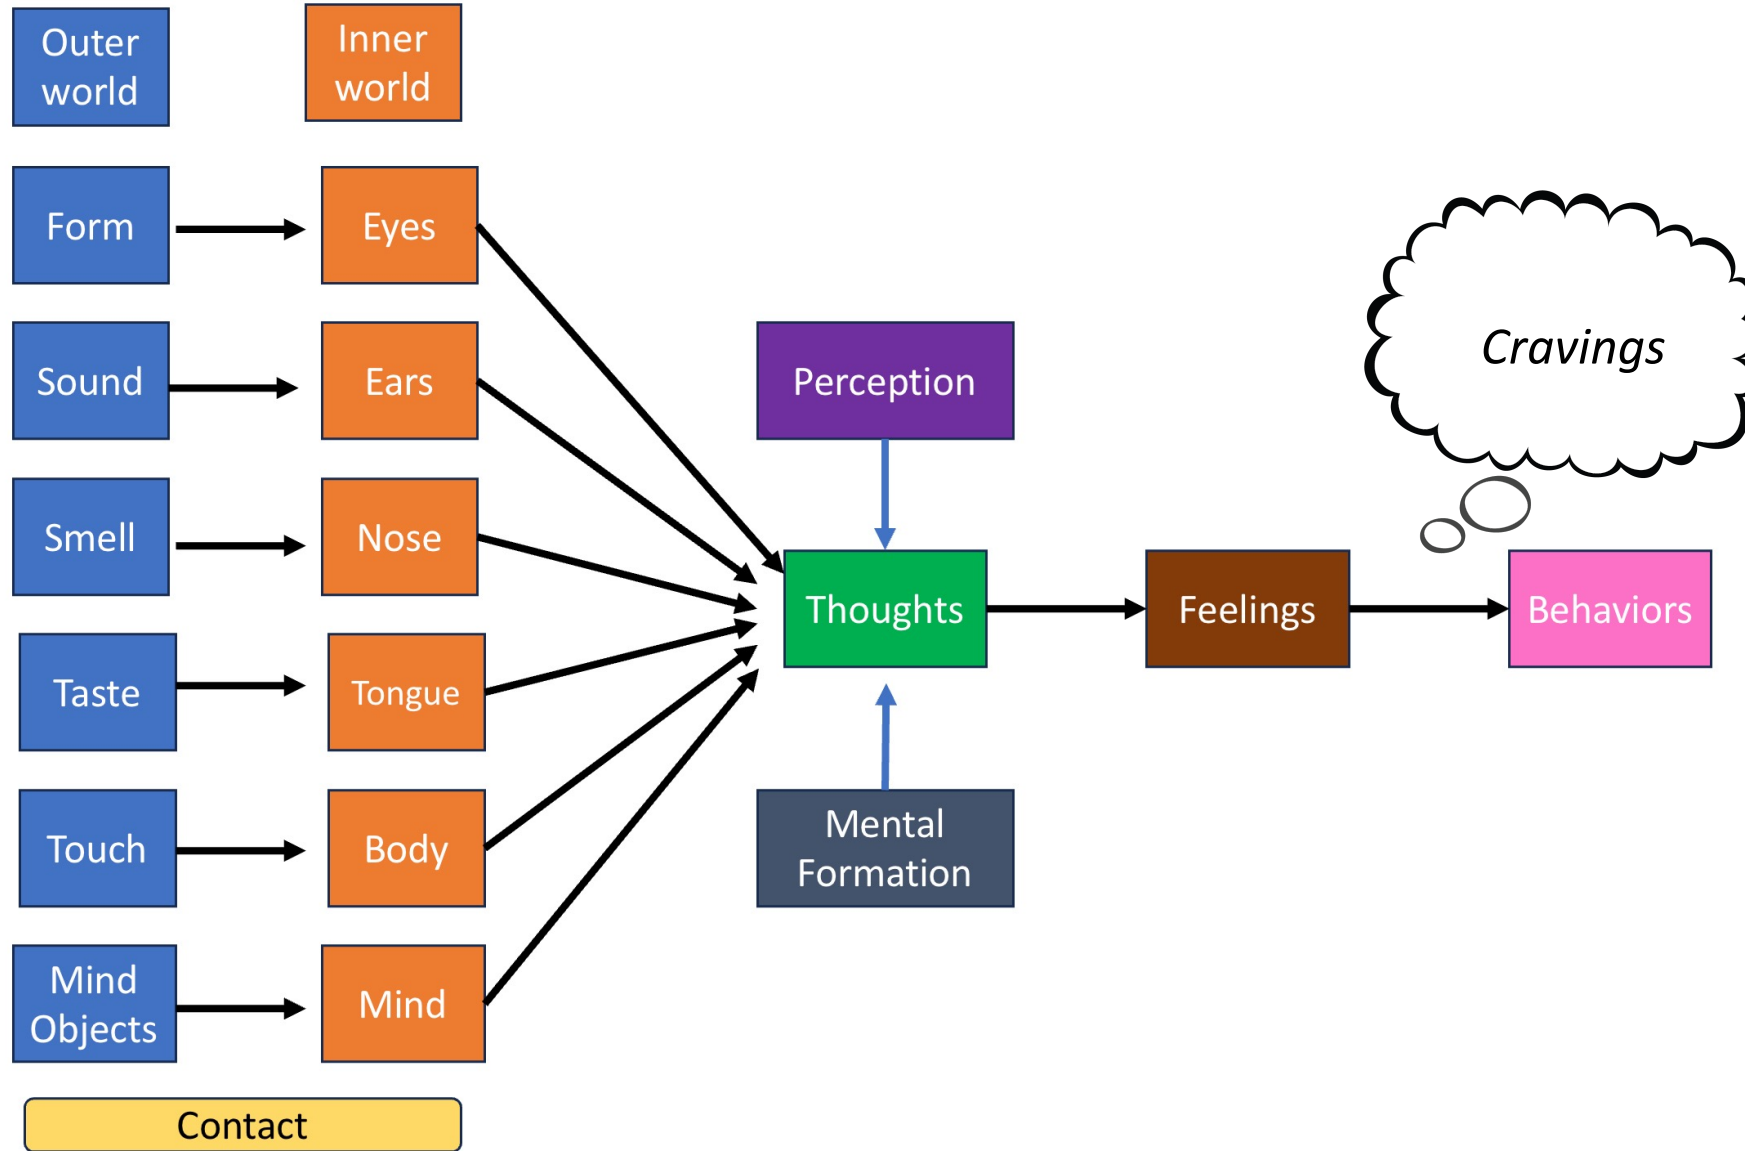 Outer
world
Inner
world
Form
Eyes
Sound
Ears
Perception
Cravings
Smell
Nose
Thoughts
Feelings
Behaviors
Taste
Tongue
Touch
Body
Mental
Formation
Mind
Objects
Mind
Contact